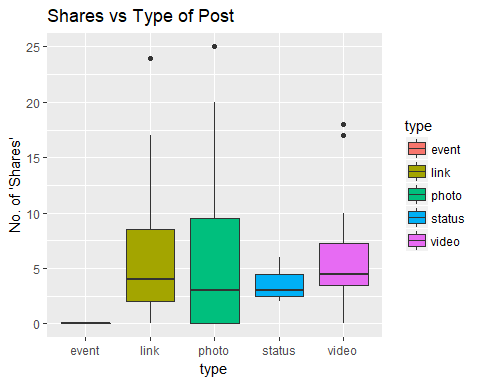 Shares vs Type of Post
No. of 'Shares'
25
20
15
10
5
0
event link photo status video
type
type
event
link
photo
status
video